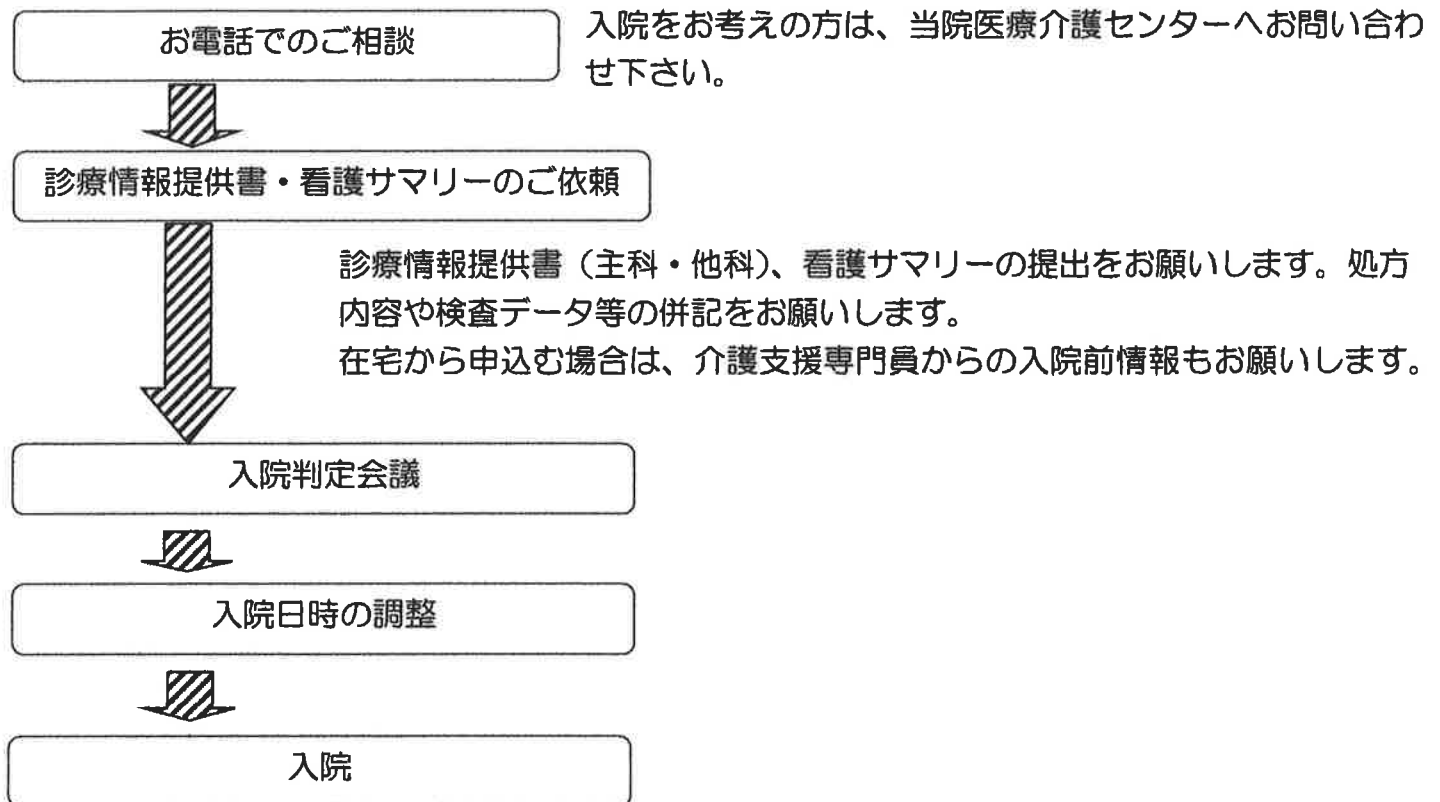 お電話でのご相談
入院をお考えの方は、当院医療介護センターへお問い合わ
せ下さい。
診療情報提供書・看護サマリーのご依頼
診療情報提供書（主科・他科）、看護サマリーの提出をお願いします。処方
内容や検査データ等の併記をお願いします。
在宅から申込む場合は、介護支援専門員からの入院前情報もお願いします。
入院判定会議
入院日時の調整
入院